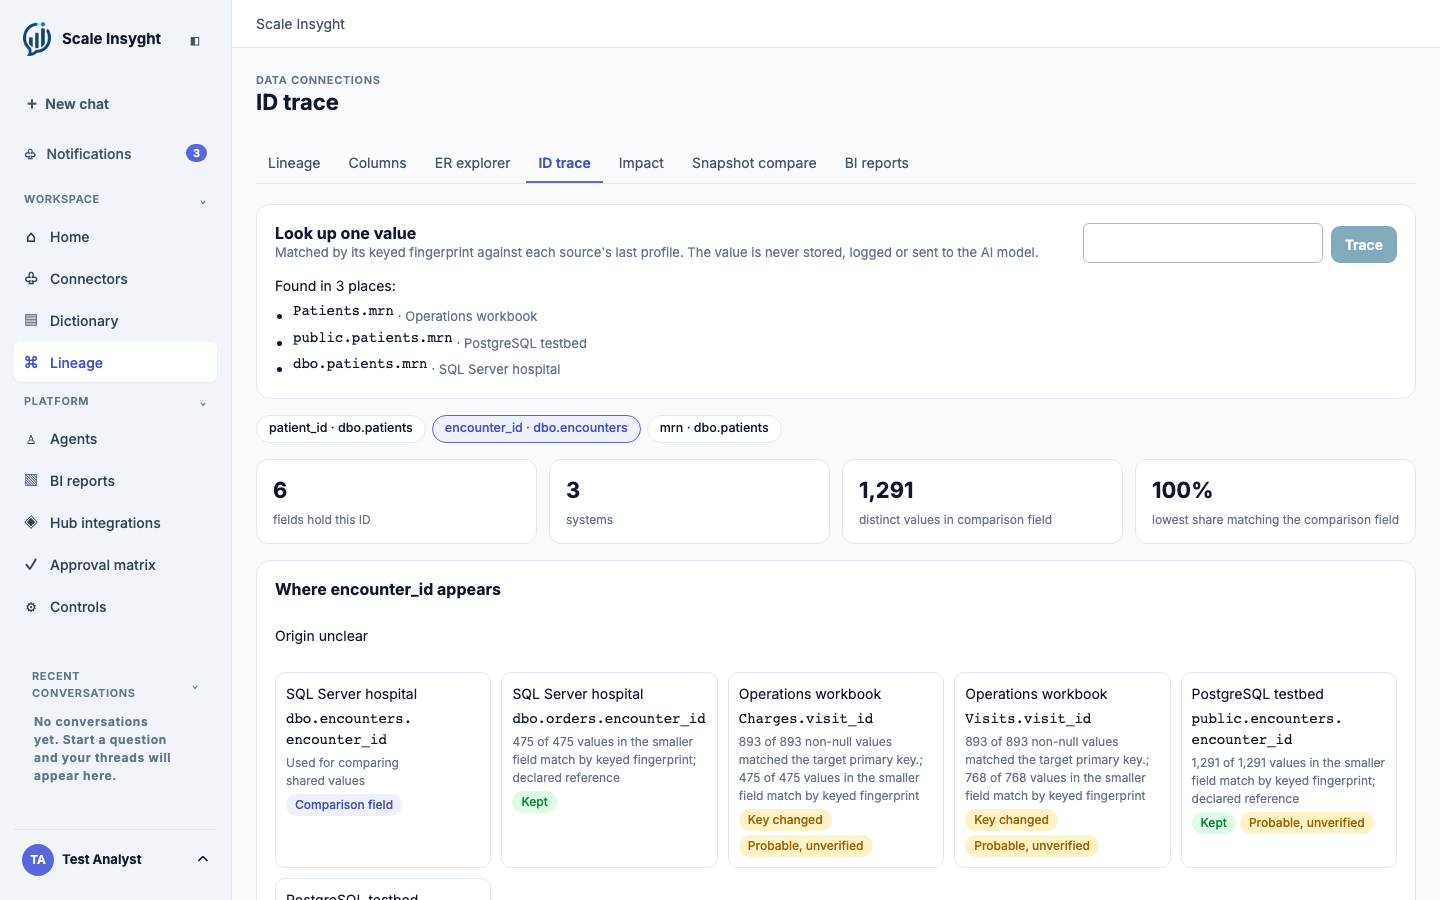 Scale Insyght
Scale Insyght
+ New chat
Notifications 3
WORKSPACE
Home
Connectors
Dictionary
Lineage
PLATFORM
Agents
BI reports
Hub integrations
Approval matrix
Controls
RECENT
CONVERSATIONS
No conversations
yet. Start a question
and your threads will
appear here.
TA Test Analyst
DATA CONNECTIONS
ID trace
Lineage Columns ER explorer ID trace Impact Snapshot compare BI reports
Look up one value
Matched by its keyed fingerprint against each source's last profile. The value is never stored, logged or sent to the AI model.
Trace
Found in 3 places:
• Patients.mrn · Operations workbook
• public.patients.mrn · PostgreSQL testbed
• dbo.patients.mrn · SQL Server hospital
patient_id · dbo.patients encounter_id · dbo.encounters mrn · dbo.patients
6
fields hold this ID
3
systems
1,291
distinct values in comparison field
100%
lowest share matching the comparison field
Where encounter_id appears
Origin unclear
SQL Server hospital
dbo.encounters.
encounter_id
Used for comparing
shared values
Comparison field
SQL Server hospital
dbo.orders.encounter_id
475 of 475 values in the smaller
field match by keyed fingerprint;
declared reference
Kept
Operations workbook
Charges.visit_id
893 of 893 non-null values
matched the target primary key.;
475 of 475 values in the smaller
field match by keyed fingerprint
Key changed
Probable, unverified
Operations workbook
Visits.visit_id
893 of 893 non-null values
matched the target primary key.;
768 of 768 values in the smaller
field match by keyed fingerprint
Key changed
Probable, unverified
PostgreSQL testbed
public.encounters.
encounter_id
1,291 of 1,291 values in the smaller
field match by keyed fingerprint;
declared reference
Kept Probable, unverified
PostgreSQL testbed